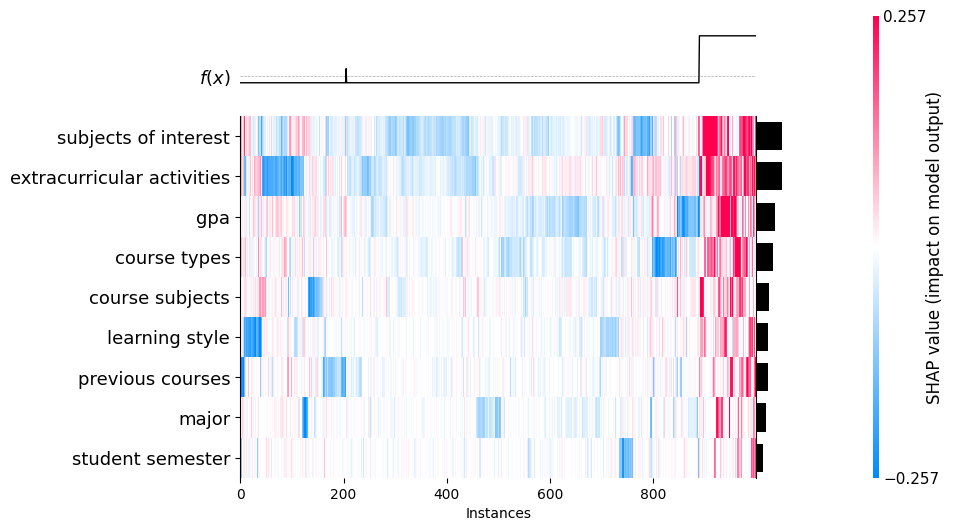 0.257
f(x)
subjects of interest
extracurricular activities
gpa
course types
course subjects
learning style
previous courses
major
student semester
SHAP value (impact on model output)
−0.257
0 200 400 600 800
Instances